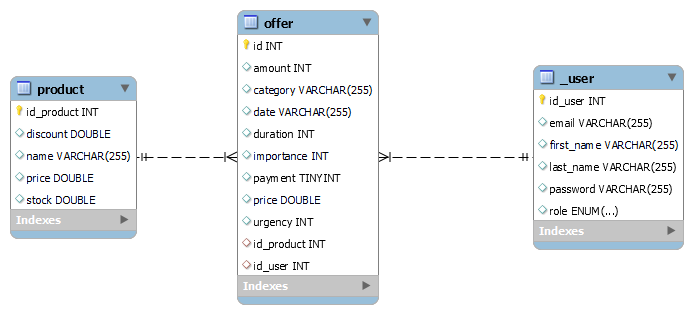 product
id_product INT
discount DOUBLE
name VARCHAR(255)
price DOUBLE
stock DOUBLE
Indexes
offer
id INT
amount INT
category VARCHAR(255)
date VARCHAR(255)
duration INT
importance INT
payment TINYINT
price DOUBLE
urgency INT
id_product INT
id_user INT
Indexes
_user
id_user INT
email VARCHAR(255)
first_name VARCHAR(255)
last_name VARCHAR(255)
password VARCHAR(255)
role ENUM(...)
Indexes